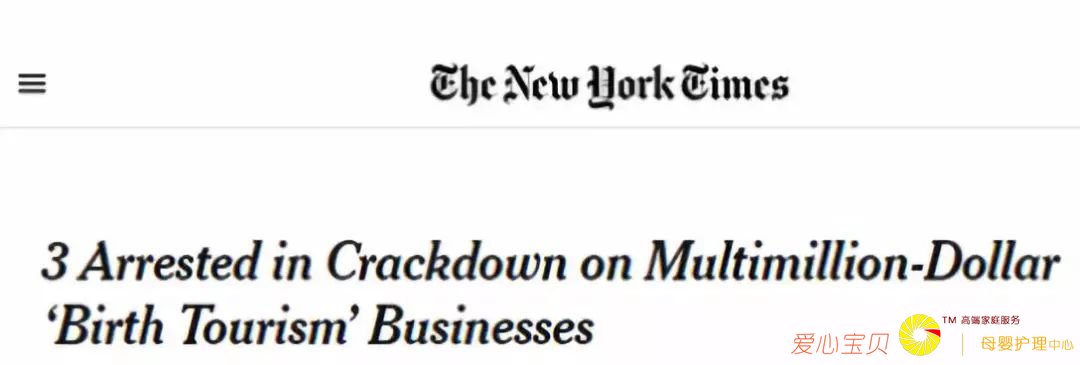 The New York Times
3 Arrested in Crackdown on Multimillion-Dollar
‘Birth Tourism’ Businesses
爱心宝贝
TM 高端家庭服务
母婴护理中心